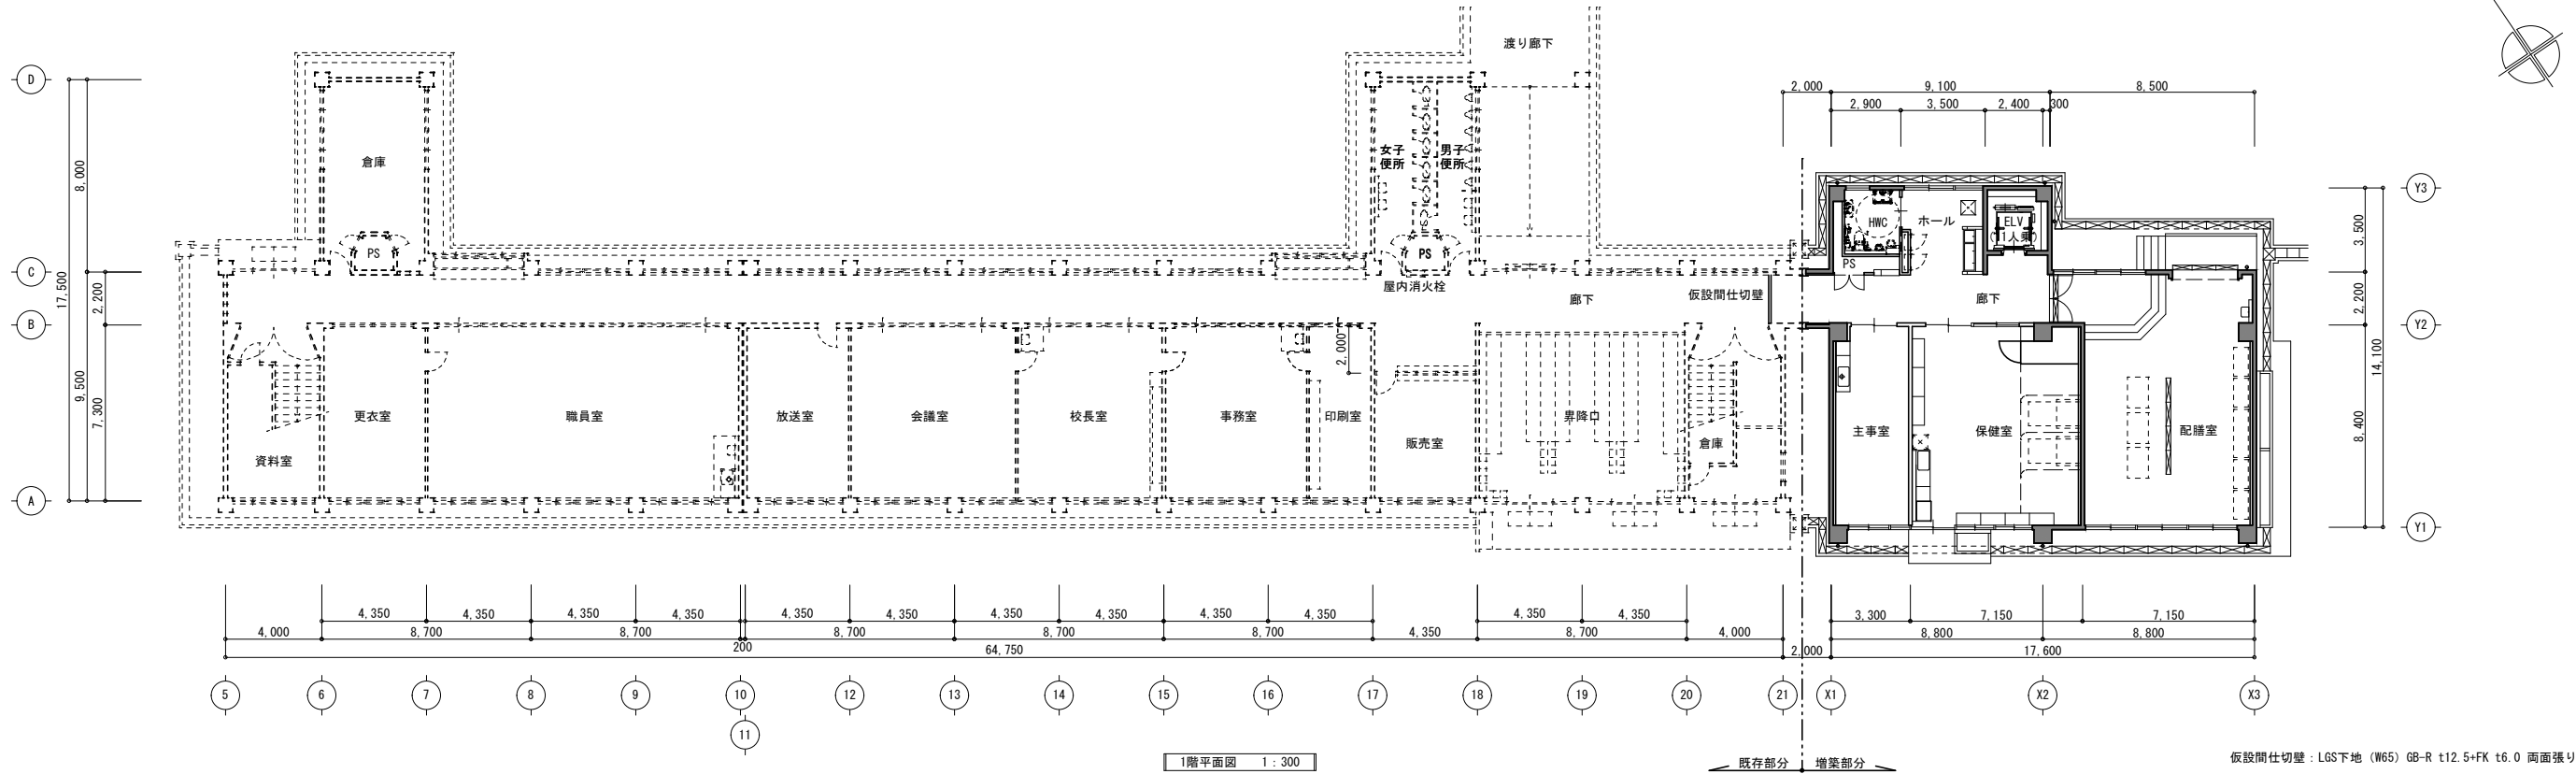 渡り廊下
D
C
B
A
17,500
8,000
2,200
9,500
7,300
倉庫
PS
女子
便所
男子
便所
PS
屋内消火栓
廊下
仮設間仕切壁
2,000
9,100
8,500
2,900
3,500
2,400
300
HWC
ホール
ELV
(11人乗)
PS
廊下
Y3
Y2
Y1
3,500
2,200
8,400
14,100
2,000
資料室
更衣室
職員室
放送室
会議室
校長室
事務室
印刷室
販売室
昇降口
倉庫
主事室
保健室
配膳室
4,350
4,350
4,350
4,350
4,350
4,350
4,350
4,350
4,350
4,350
4,350
4,350
3,300
7,150
7,150
4,000
8,700
8,700
8,700
8,700
8,700
4,350
8,700
4,000
8,800
8,800
200
64,750
2,000
17,600
5
6
7
8
9
10
11
12
13
14
15
16
17
18
19
20
21
X1
X2
X3
1階平面図 1:300
既存部分
増築部分
仮設間仕切壁:LGS下地 (W65) GB-R t12.5+FK t6.0 両面張り